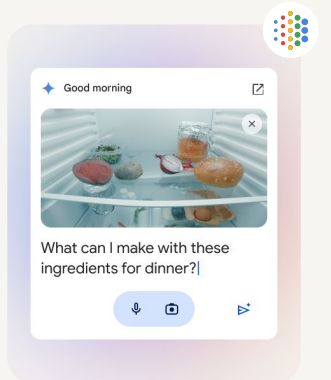 Good morning
What can I make with these
ingredients for dinner?